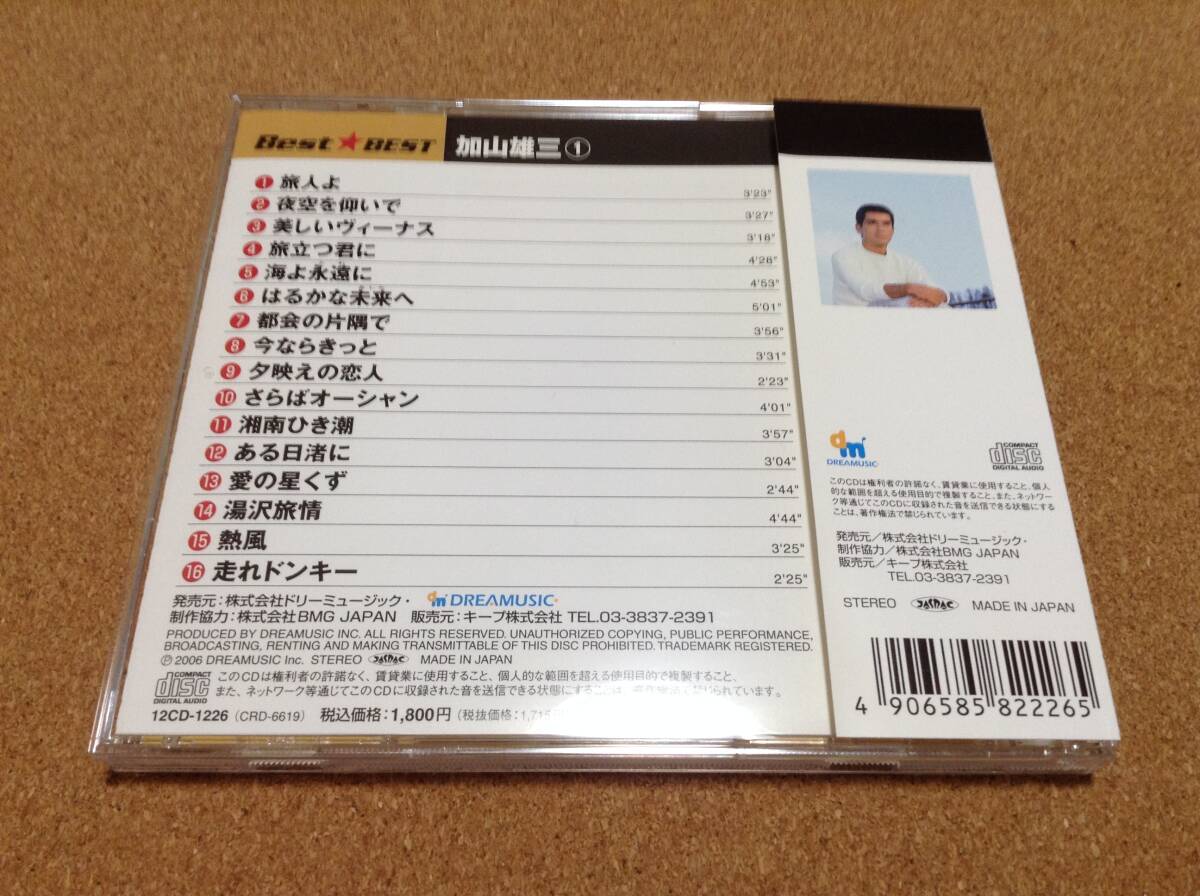 Best★BEST 加山雄三①
1 旅人よ 3'23"
2 夜空を仰いで 3'27"
3 美しいヴィーナス 3'18"
4 旅立つ君に 4'28"
5 海よ永遠に 4'53"
6 はるかな未来へ 5'01"
7 都会の片隅で 3'56"
8 今ならきっと 3'31"
9 夕映えの恋人 2'23"
10 さらばオーシャン 4'01"
11 湘南ひき潮 3'57"
12 ある日渚に 3'04"
13 愛の星くず 2'44"
14 湯沢旅情 4'44"
15 熱風 3'25"
16 走れドンキー 2'25"
発売元:株式会社ドリーミュージック・ dm DREAMUSIC・
制作協力:株式会社BMG JAPAN 販売元:キープ株式会社 TEL.03-3837-2391
PRODUCED BY DREAMUSIC INC. ALL RIGHTS RESERVED. UNAUTHORIZED COPYING, PUBLIC PERFORMANCE,
BROADCASTING, RENTING AND MAKING TRANSMITTABLE OF THIS DISC PROHIBITED. TRADEMARK REGISTERED.
Ⓟ2006 DREAMUSIC Inc. STEREO JASRAC MADE IN JAPAN
COMPACT disc DIGITAL AUDIO
このCDは権利者の許諾なく、賃貸業に使用すること、個人的な範囲を超える使用目的で複製すること、
また、ネットワーク等通じてこのCDに収録された音を送信できる状態にすることは、著作権法で禁じられています。
12CD-1226 (CRD-6619) 税込価格:1,800円 (税抜価格:1,715
dm DREAMUSIC・
COMPACT disc DIGITAL AUDIO
このCDは権利者の許諾なく、賃貸業に使用すること、個人
的な範囲を超える使用目的で複製すること、また、ネットワー
ク等通じてこのCDに収録された音を送信できる状態にする
ことは、著作権法で禁じられています。
発売元/株式会社ドリーミュージック・
制作協力/株式会社BMG JAPAN
販売元/キープ株式会社
TEL.03-3837-2391
STEREO JASRAC MADE IN JAPAN
4 906585 822265